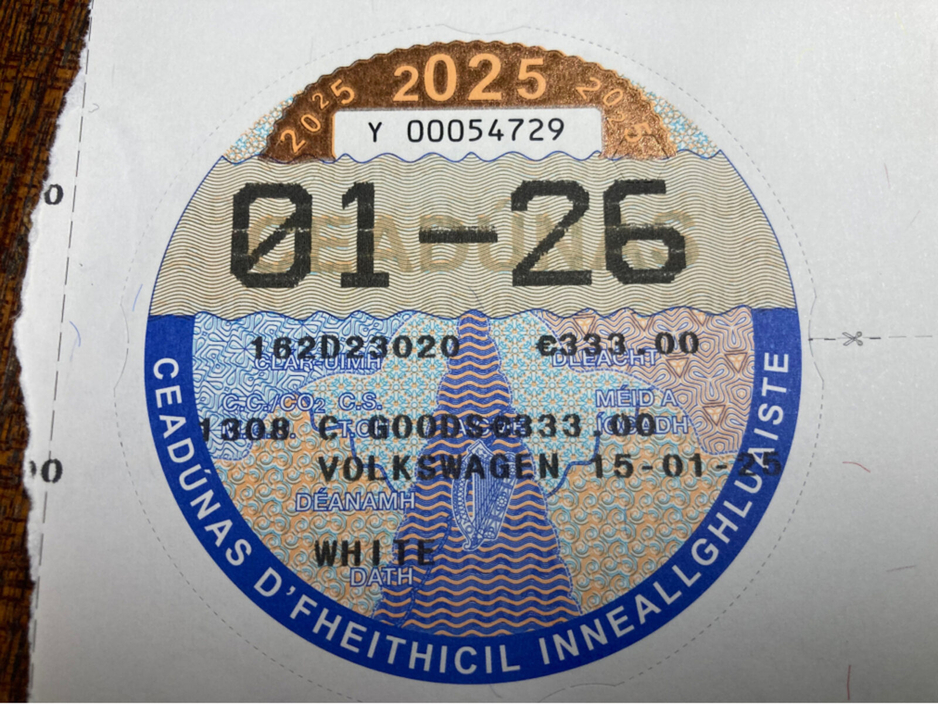 2025 2025
Y 00054729
01-26
CEADÚNAS
162D23020 €333.00
CLÁR-UIMH DLEACHT
C.C./CO2 C.S. MÉID A
1308 C GOODS €333.00
VOLKSWAGEN 15-01-25
DÉANAMH
WHITE
DATH
CEADÚNAS D'FHEITHICIL INNEALLGHLUAISTE